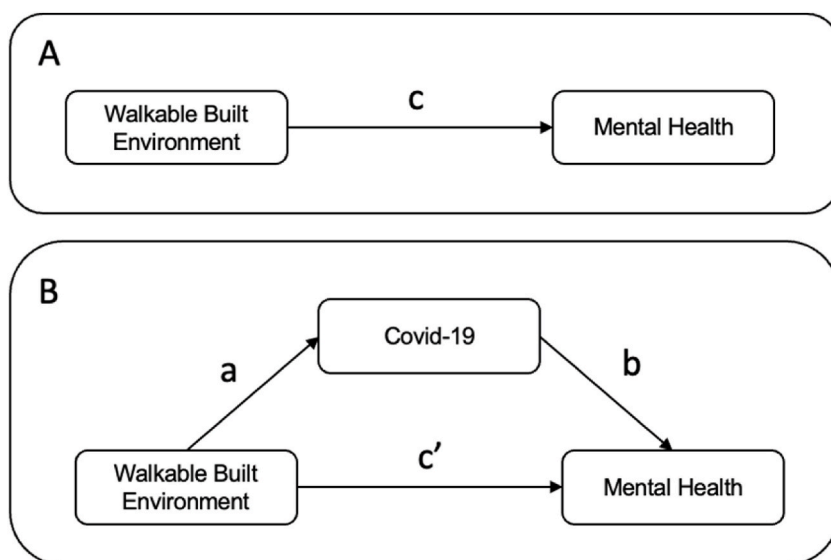 A
c
Walkable Built
Environment
Mental Health
B
Covid-19
a
b
c’
Walkable Built
Environment
Mental Health